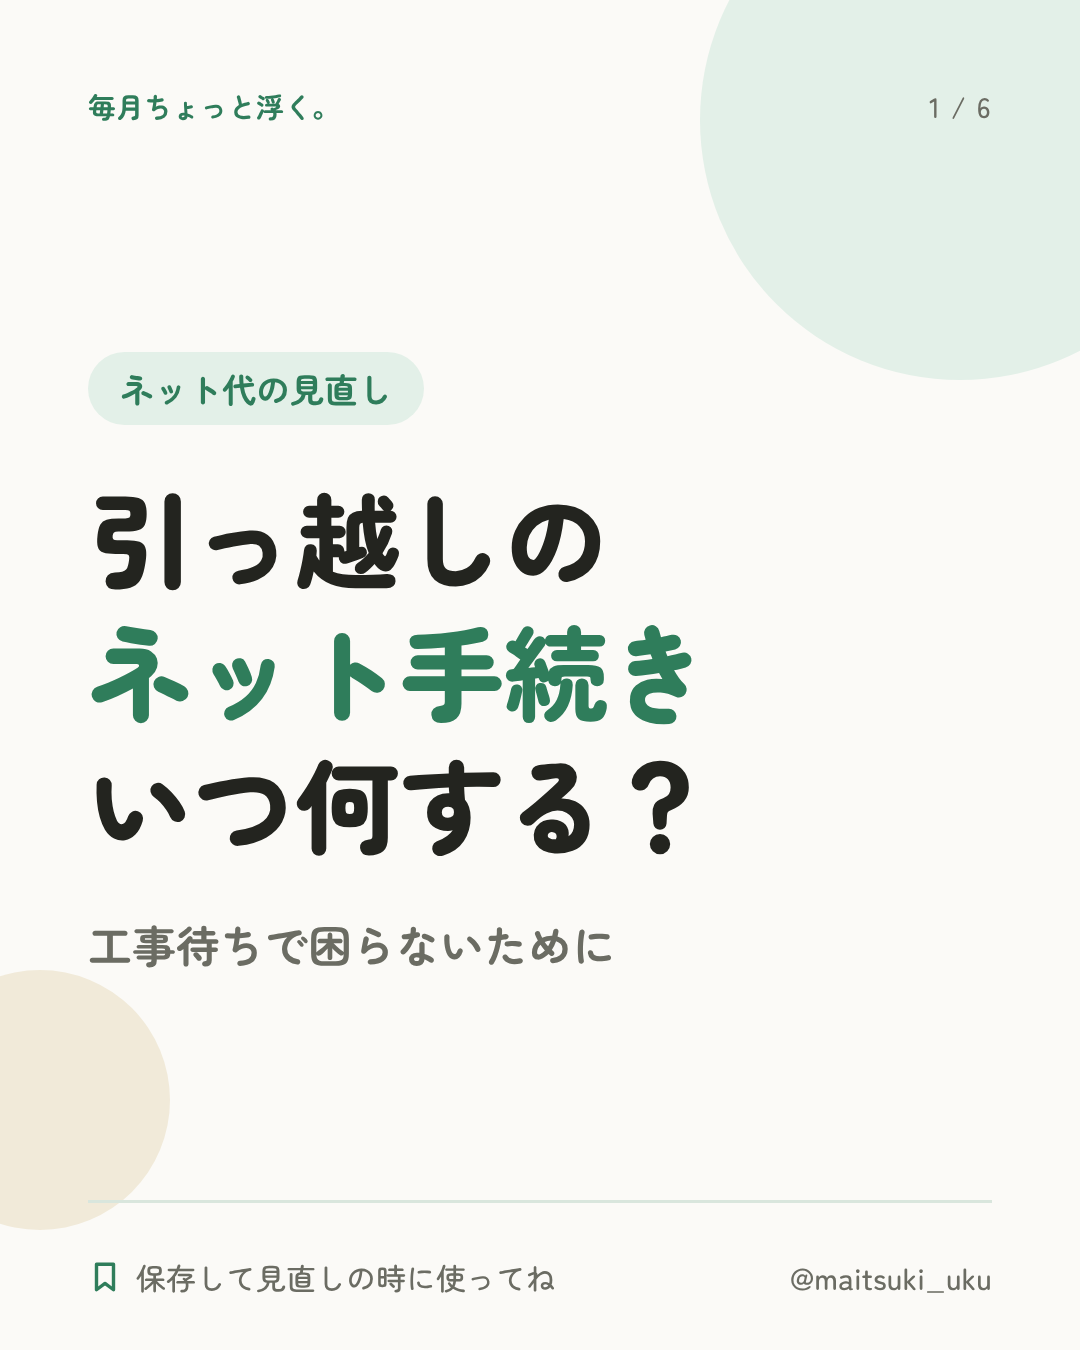 毎月ちょっと浮く。
1 / 6
ネット代の見直し
引っ越しの
ネット手続き
いつ何する？
工事待ちで困らないために
保存して見直しの時に使ってね
@maitsuki_uku